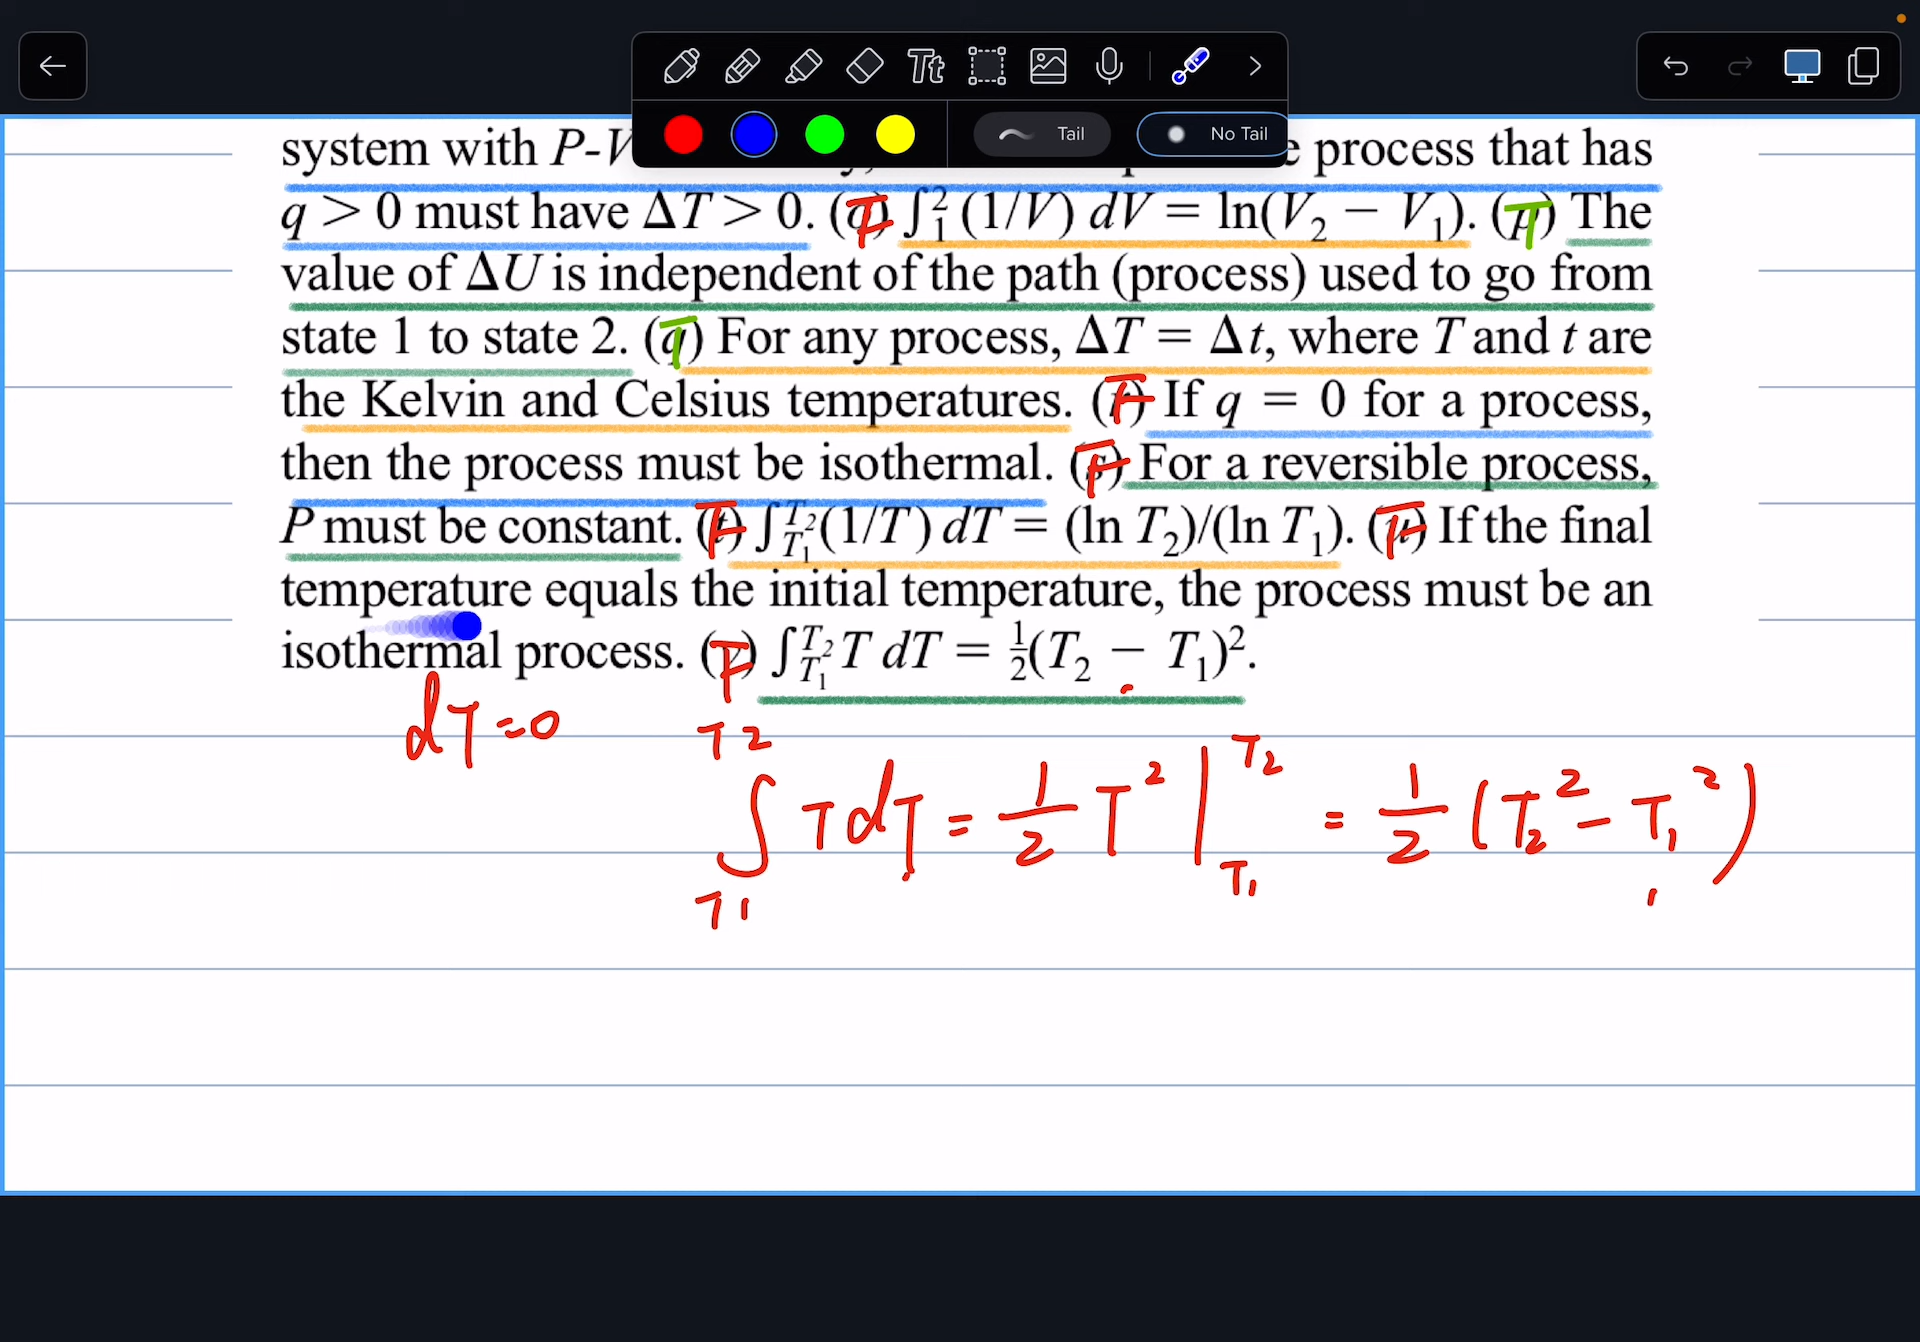 Tt
Tail
No Tail
system with P-V process that has
q > 0 must have ΔT > 0. (o) F ∫₁² (1/V) dV = ln(V₂ − V₁). (p) T The
value of ΔU is independent of the path (process) used to go from
state 1 to state 2. (q) T For any process, ΔT = Δt, where T and t are
the Kelvin and Celsius temperatures. (r) F If q = 0 for a process,
then the process must be isothermal. (s) F For a reversible process,
P must be constant. (t) F ∫_{T₁}^{T₂} (1/T) dT = (ln T₂)/(ln T₁). (u) F If the final
temperature equals the initial temperature, the process must be an
isothermal process. (v) F ∫_{T₁}^{T₂} T dT = ½(T₂ − T₁)².
dT = 0
∫_{T1}^{T2} T dT = 1/2 T² |_{T₁}^{T₂} = 1/2 (T₂² − T₁²)